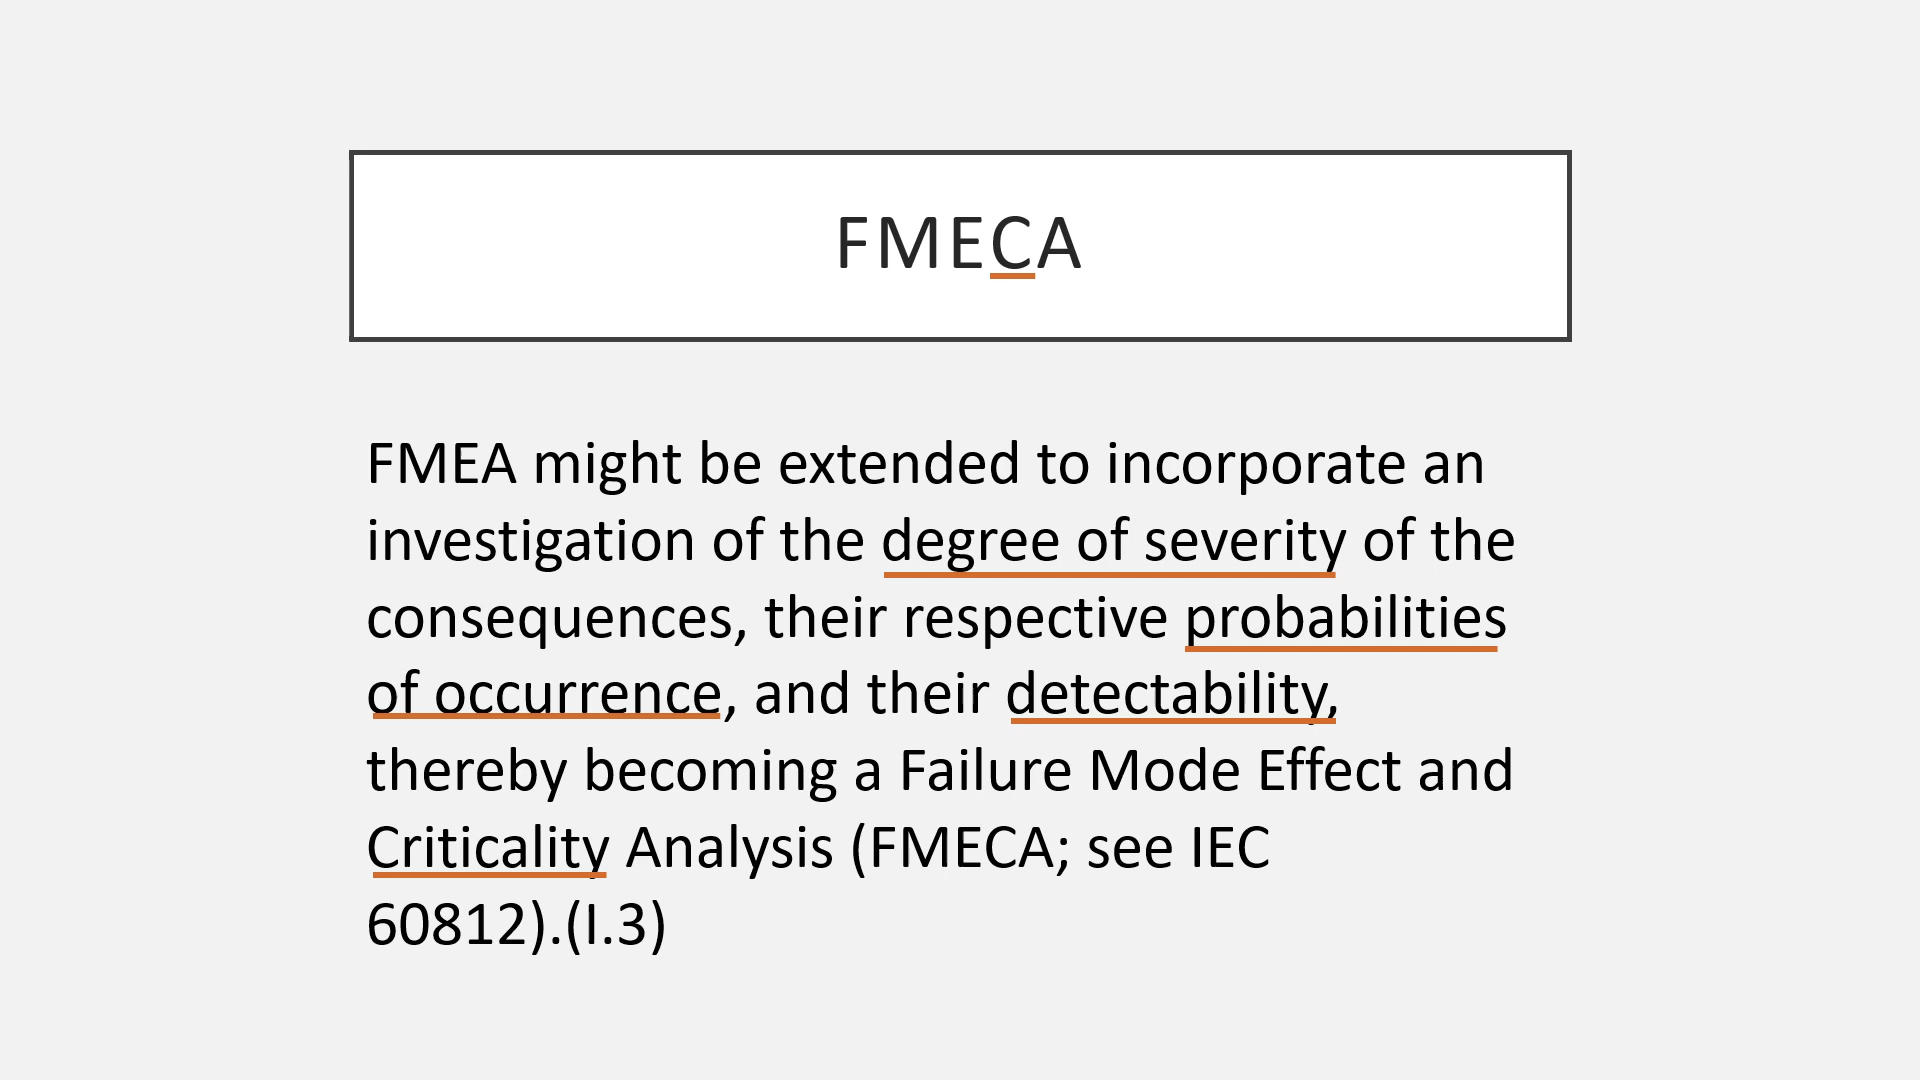 FMECA
FMEA might be extended to incorporate an
investigation of the degree of severity of the
consequences, their respective probabilities
of occurrence, and their detectability,
thereby becoming a Failure Mode Effect and
Criticality Analysis (FMECA; see IEC
60812).(I.3)